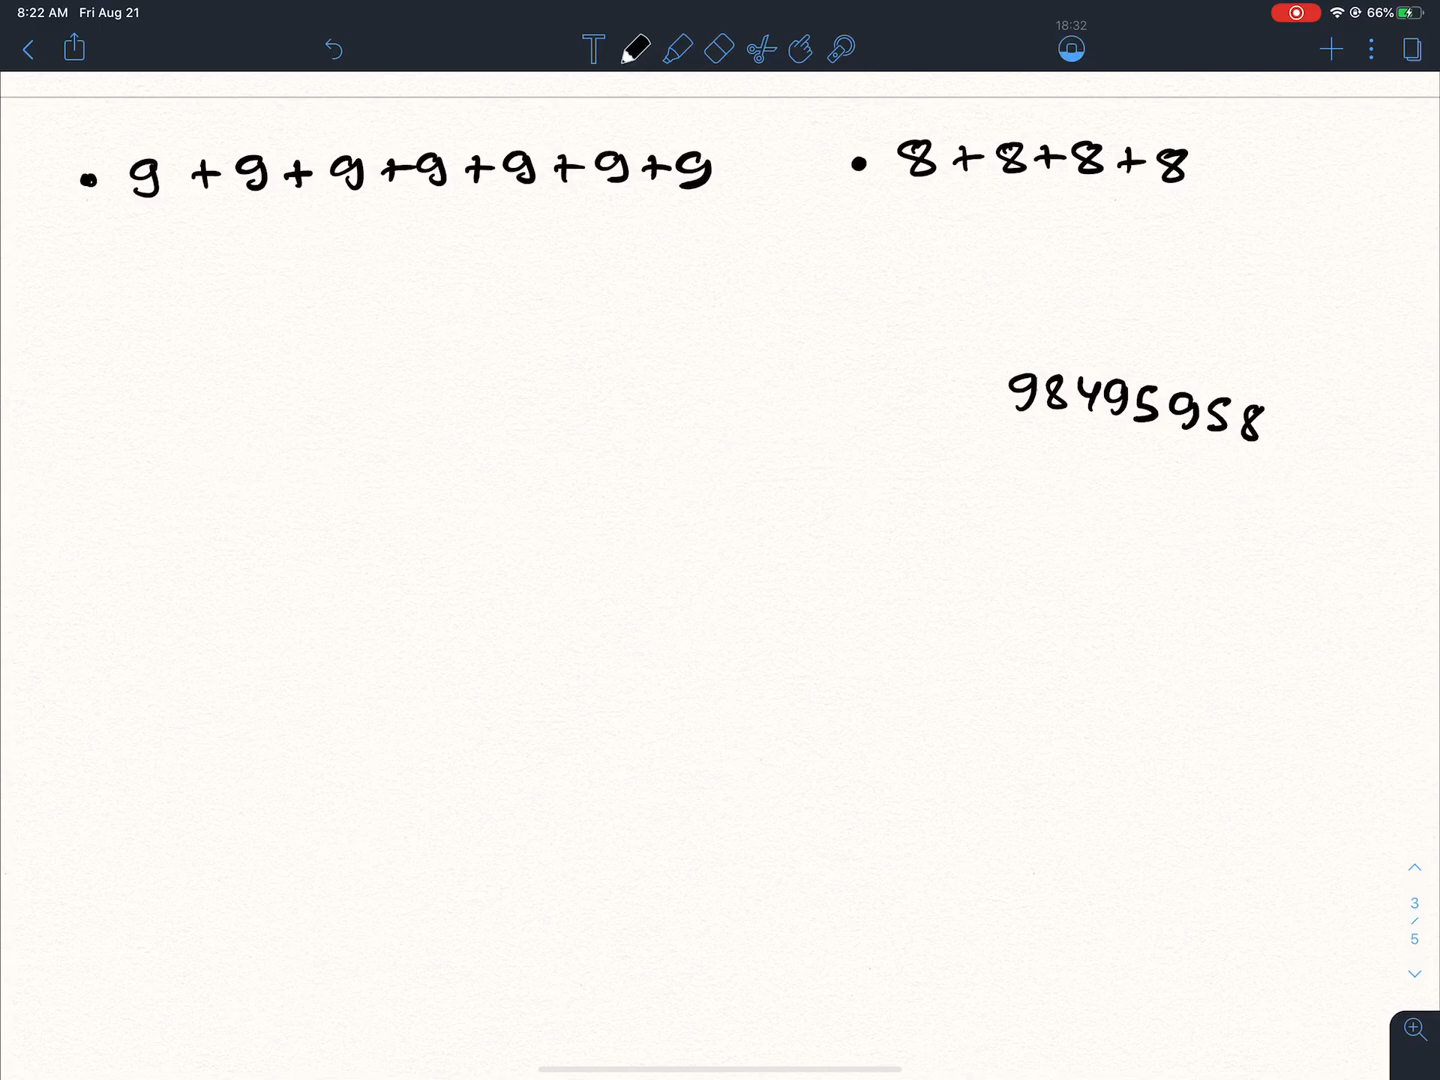 8:22 AM Fri Aug 21
66%
18:32
T
• 9 + 9 + 9 + 9 + 9 + 9 + 9
• 8 + 8 + 8 + 8
98495958
3
/
5